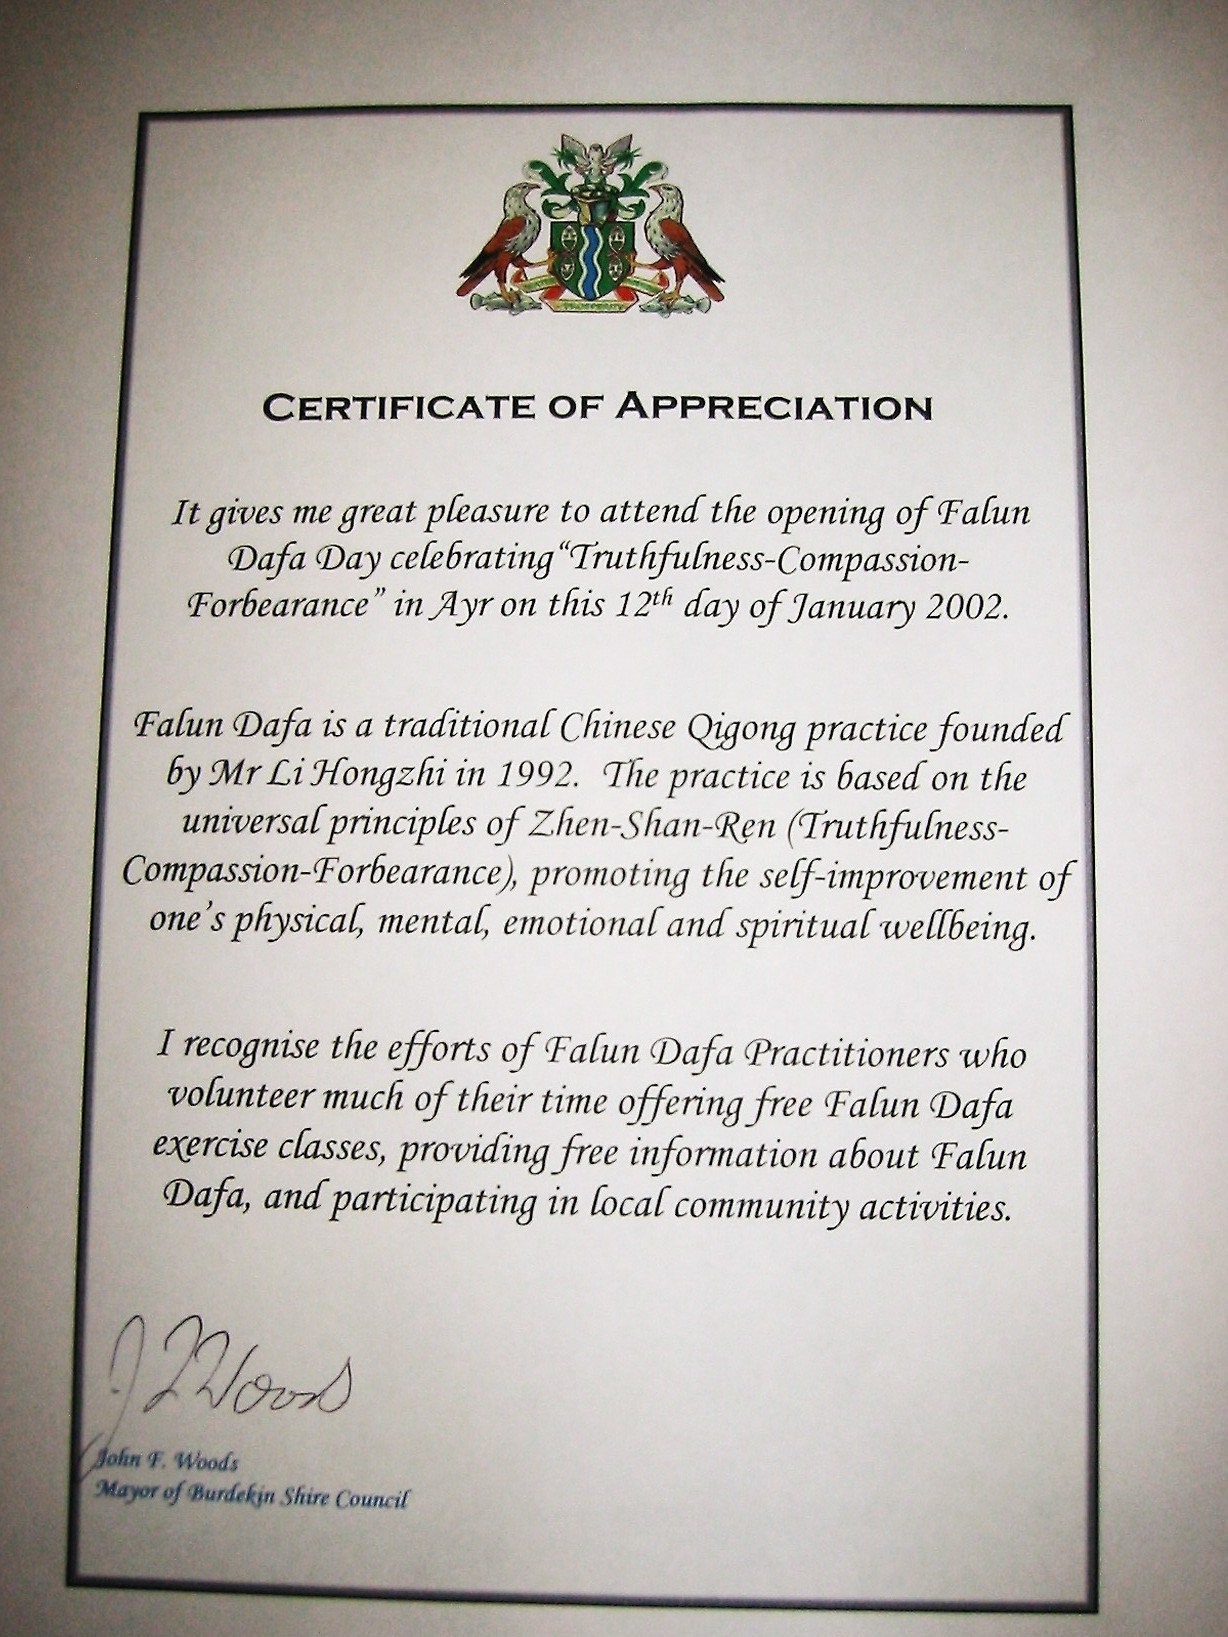 PROSPERITY
CERTIFICATE OF APPRECIATION
It gives me great pleasure to attend the opening of Falun
Dafa Day celebrating "Truthfulness-Compassion-
Forbearance" in Ayr on this 12th day of January 2002.
Falun Dafa is a traditional Chinese Qigong practice founded
by Mr Li Hongzhi in 1992. The practice is based on the
universal principles of Zhen-Shan-Ren (Truthfulness-
Compassion-Forbearance), promoting the self-improvement of
one's physical, mental, emotional and spiritual wellbeing.
I recognise the efforts of Falun Dafa Practitioners who
volunteer much of their time offering free Falun Dafa
exercise classes, providing free information about Falun
Dafa, and participating in local community activities.
J F Woods
John F. Woods
Mayor of Burdekin Shire Council